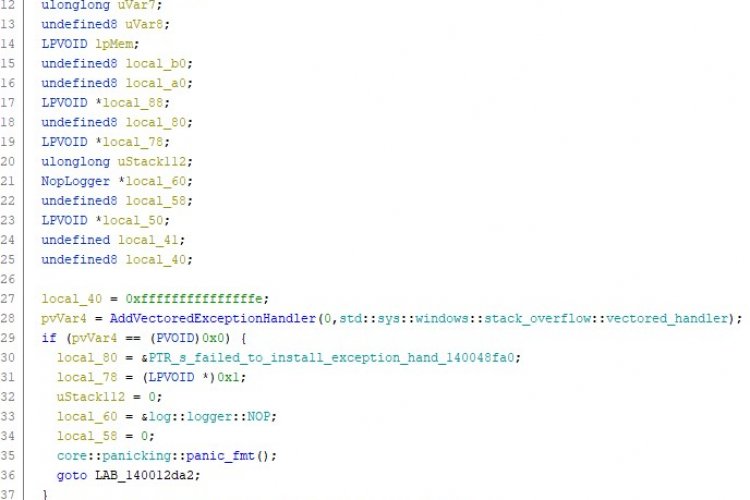 12 ulonglong uVar7;
13 undefined8 uVar8;
14 LPVOID lpMem;
15 undefined8 local_b0;
16 undefined8 local_a0;
17 LPVOID *local_88;
18 undefined8 local_80;
19 LPVOID *local_78;
20 ulonglong uStack112;
21 NopLogger *local_60;
22 undefined8 local_58;
23 LPVOID *local_50;
24 undefined local_41;
25 undefined8 local_40;
26
27 local_40 = 0xfffffffffffffffe;
28 pvVar4 = AddVectoredExceptionHandler(0,std::sys::windows::stack_overflow::vectored_handler);
29 if (pvVar4 == (PVOID)0x0) {
30 local_80 = &PTR_s_failed_to_install_exception_hand_140048fa0;
31 local_78 = (LPVOID *)0x1;
32 uStack112 = 0;
33 local_60 = &log::logger::NOP;
34 local_58 = 0;
35 core::panicking::panic_fmt();
36 goto LAB_140012da2;
37 }